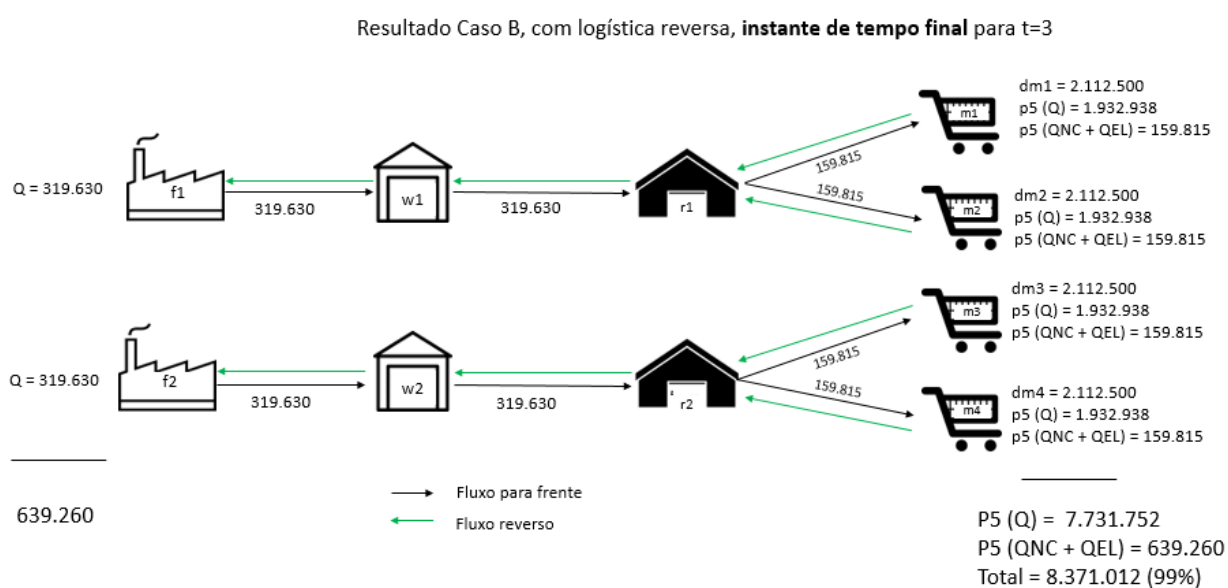 Resultado Caso B, com logística reversa, instante de tempo final para t=3
dm1 = 2.112.500
p5 (Q) = 1.932.938
p5 (QNC + QEL) = 159.815
m1
Q = 319.630
f1
319.630
w1
319.630
r1
159.815
159.815
dm2 = 2.112.500
p5 (Q) = 1.932.938
p5 (QNC + QEL) = 159.815
m2
dm3 = 2.112.500
p5 (Q) = 1.932.938
p5 (QNC + QEL) = 159.815
m3
Q = 319.630
f2
319.630
w2
319.630
r2
159.815
159.815
dm4 = 2.112.500
p5 (Q) = 1.932.938
p5 (QNC + QEL) = 159.815
m4
639.260
Fluxo para frente
Fluxo reverso
P5 (Q) = 7.731.752
P5 (QNC + QEL) = 639.260
Total = 8.371.012 (99%)